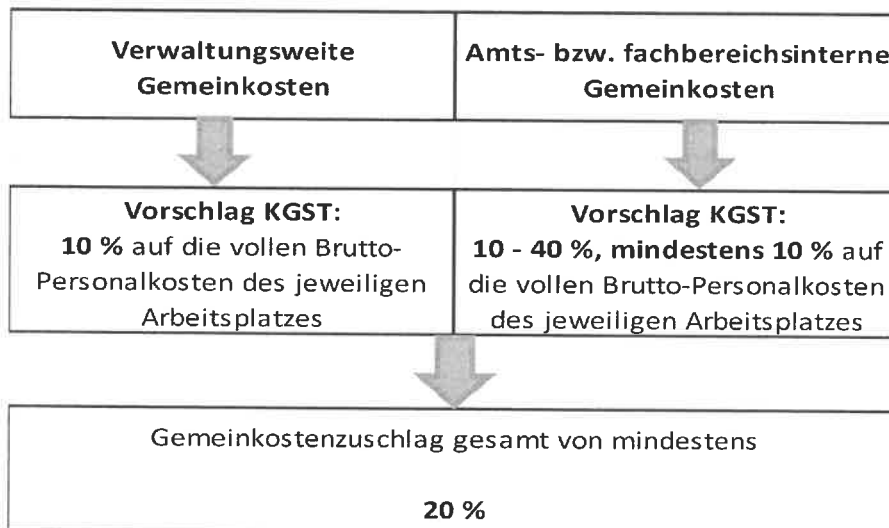 Verwaltungsweite
Gemeinkosten
Amts- bzw. fachbereichsinterne
Gemeinkosten
Vorschlag KGST:
10 % auf die vollen Brutto-
Personalkosten des jeweiligen
Arbeitsplatzes
Vorschlag KGST:
10 - 40 %, mindestens 10 % auf
die vollen Brutto-Personalkosten
des jeweiligen Arbeitsplatzes
Gemeinkostenzuschlag gesamt von mindestens
20 %